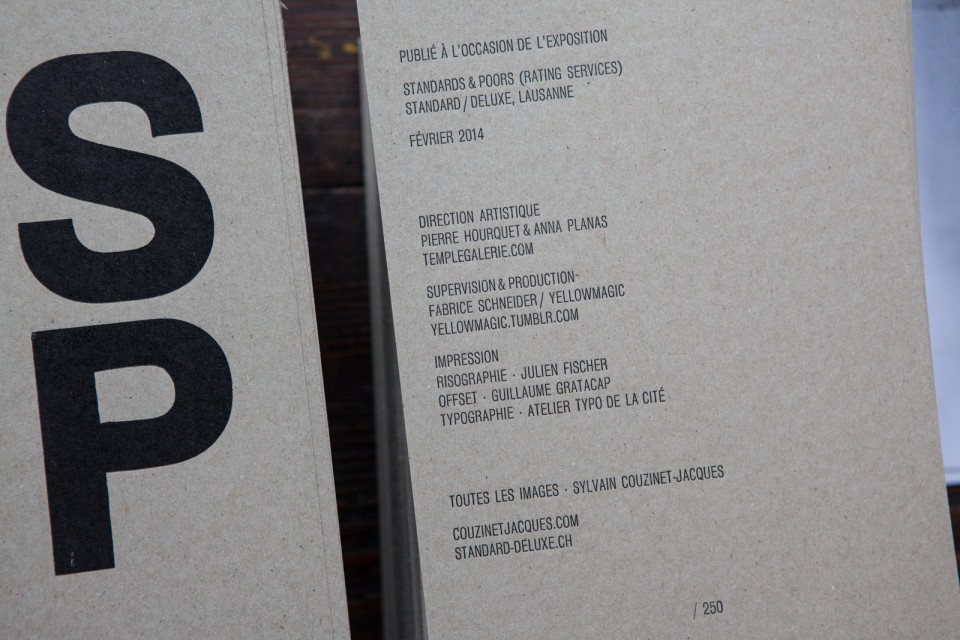 S
P
PUBLIÉ À L'OCCASION DE L'EXPOSITION
STANDARDS & POORS (RATING SERVICES)
STANDARD / DELUXE, LAUSANNE
FÉVRIER 2014
DIRECTION ARTISTIQUE
PIERRE HOURQUET & ANNA PLANAS
TEMPLEGALERIE.COM
SUPERVISION & PRODUCTION-
FABRICE SCHNEIDER / YELLOWMAGIC
YELLOWMAGIC.TUMBLR.COM
IMPRESSION
RISOGRAPHIE · JULIEN FISCHER
OFFSET · GUILLAUME GRATACAP
TYPOGRAPHIE · ATELIER TYPO DE LA CITÉ
TOUTES LES IMAGES · SYLVAIN COUZINET-JACQUES
COUZINETJACQUES.COM
STANDARD-DELUXE.CH
/ 250